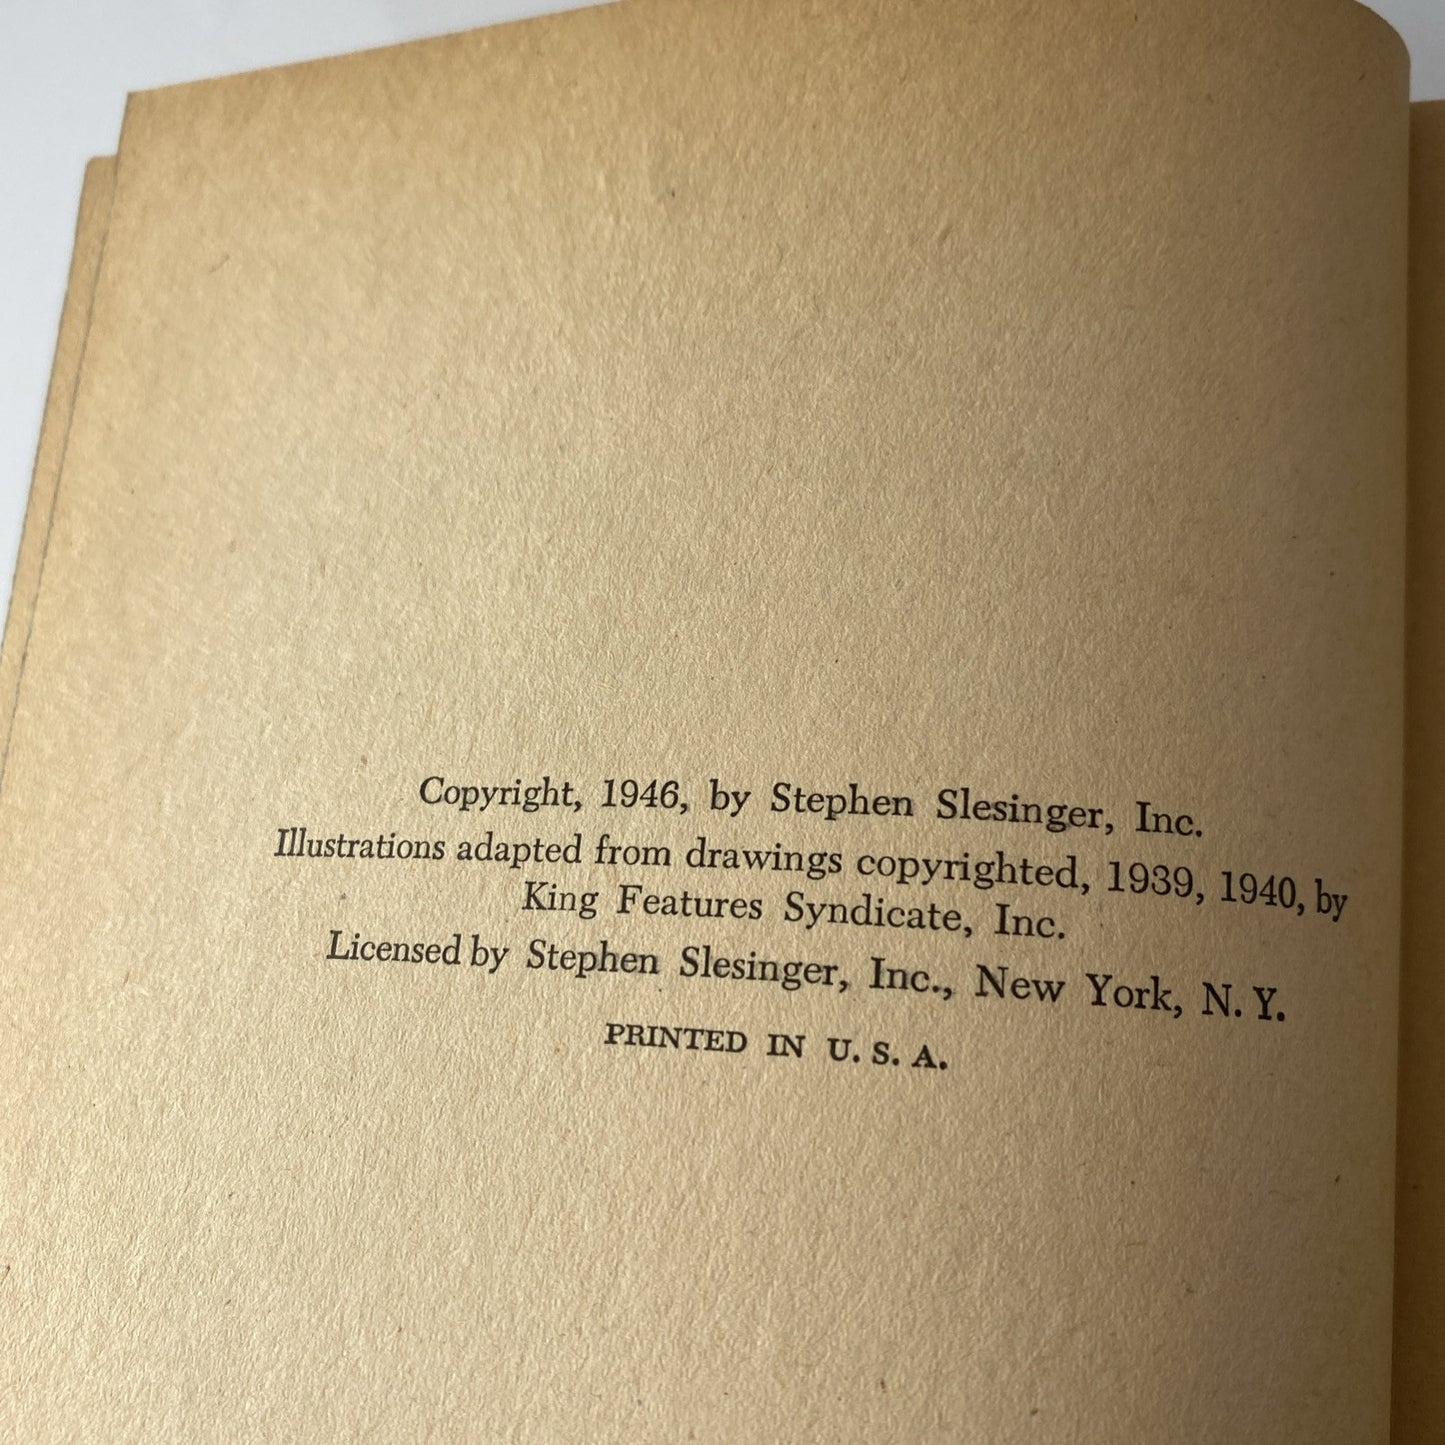 Copyright, 1946, by Stephen Slesinger, Inc.
Illustrations adapted from drawings copyrighted, 1939, 1940, by
King Features Syndicate, Inc.
Licensed by Stephen Slesinger, Inc., New York, N. Y.
PRINTED IN U. S. A.